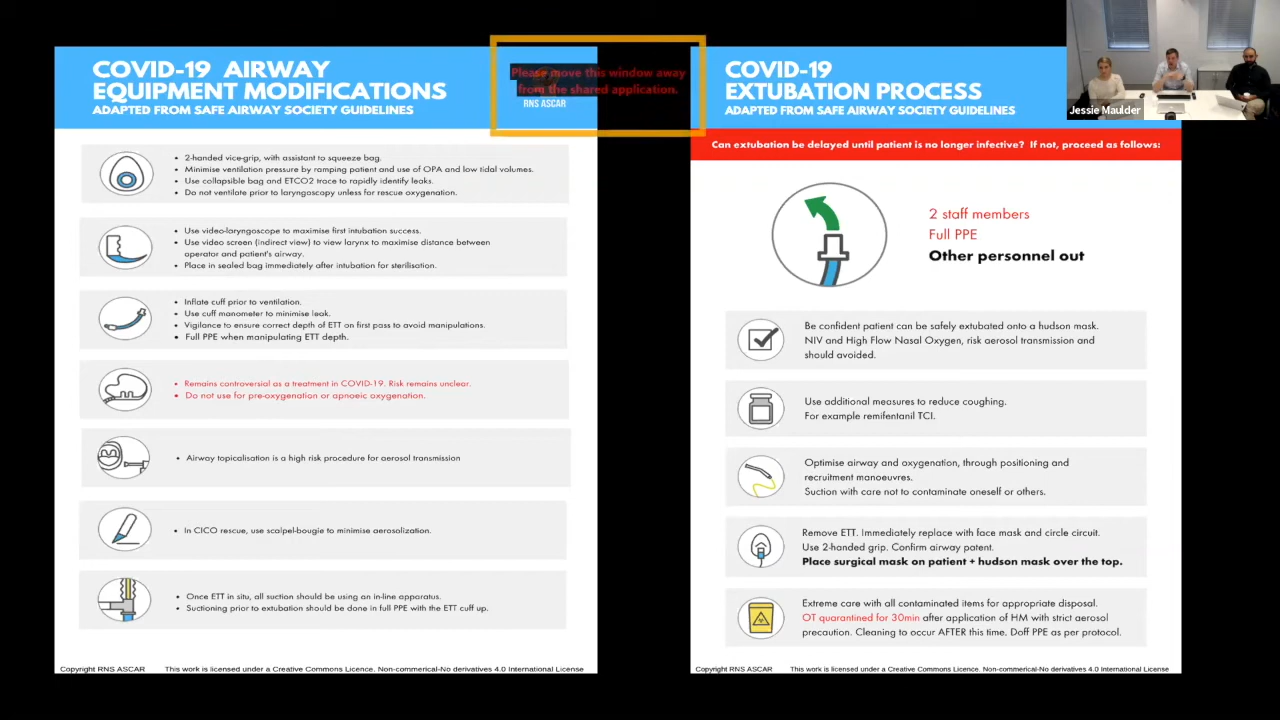 COVID-19 AIRWAY
EQUIPMENT MODIFICATIONS
ADAPTED FROM SAFE AIRWAY SOCIETY GUIDELINES
Please move this window away
from the shared application.
RNS ASCAR
• 2-handed vice-grip, with assistant to squeeze bag.
• Minimise ventilation pressure by ramping patient and use of OPA and low tidal volumes.
• Use collapsible bag and ETCO2 trace to rapidly identify leaks.
• Do not ventilate prior to laryngoscopy unless for rescue oxygenation.
• Use video-laryngoscope to maximise first intubation success.
• Use video screen (indirect view) to view larynx to maximise distance between
operator and patient's airway.
• Place in sealed bag immediately after intubation for sterilisation.
• Inflate cuff prior to ventilation.
• Use cuff manometer to minimise leak.
• Vigilance to ensure correct depth of ETT on first pass to avoid manipulations.
• Full PPE when manipulating ETT depth.
• Remains controversial as a treatment in COVID-19. Risk remains unclear.
• Do not use for pre-oxygenation or apnoeic oxygenation.
• Airway topicalisation is a high risk procedure for aerosol transmission
• In CICO rescue, use scalpel-bougie to minimise aerosolization.
• Once ETT in situ, all suction should be using an in-line apparatus.
• Suctioning prior to extubation should be done in full PPE with the ETT cuff up.
Copyright RNS ASCAR This work is licensed under a Creative Commons Licence. Non-commerical-No derivatives 4.0 International License
COVID-19
EXTUBATION PROCESS
ADAPTED FROM SAFE AIRWAY SOCIETY GUIDELINES
Jessie Maulder
Can extubation be delayed until patient is no longer infective? If not, proceed as follows:
2 staff members
Full PPE
Other personnel out
Be confident patient can be safely extubated onto a hudson mask.
NIV and High Flow Nasal Oxygen, risk aerosol transmission and
should avoided.
Use additional measures to reduce coughing.
For example remifentanil TCI.
Optimise airway and oxygenation, through positioning and
recruitment manoeuvres.
Suction with care not to contaminate oneself or others.
Remove ETT. Immediately replace with face mask and circle circuit.
Use 2-handed grip. Confirm airway patent.
Place surgical mask on patient + hudson mask over the top.
Extreme care with all contaminated items for appropriate disposal.
OT quarantined for 30min after application of HM with strict aerosol
precaution. Cleaning to occur AFTER this time. Doff PPE as per protocol.
Copyright RNS ASCAR This work is licensed under a Creative Commons Licence. Non-commerical-No derivatives 4.0 International License